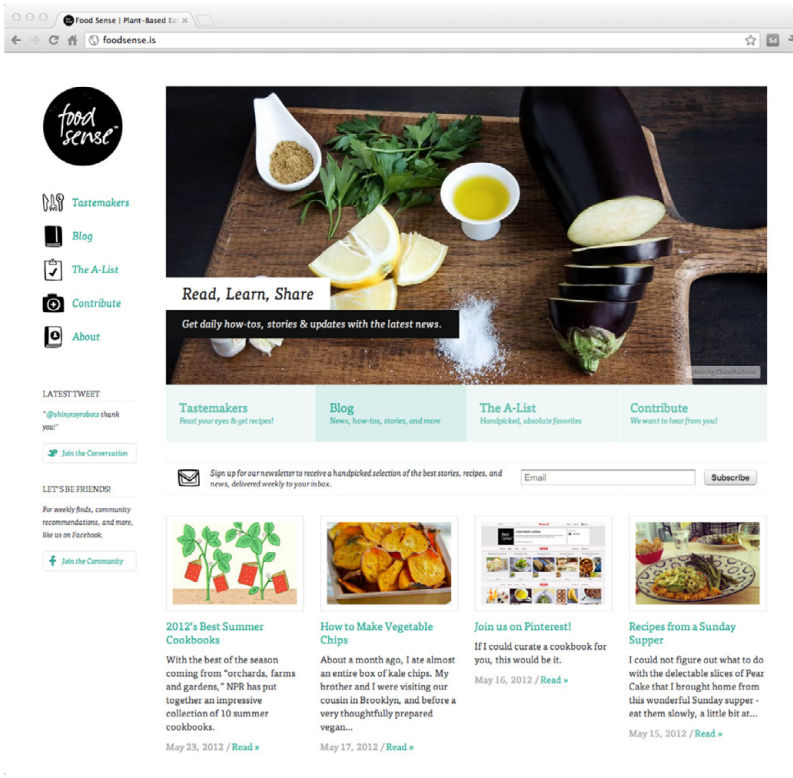 Food Sense | Plant-Based Ea
foodsense.is
food
sense™
Tastemakers
Blog
The A-List
Contribute
About
Read, Learn, Share
Get daily how-tos, stories & updates with the latest news.
Photo by Clara Barbosa
Tastemakers
Feast your eyes & get recipes!
Blog
News, how-tos, stories, and more
The A-List
Handpicked, absolute favorites
Contribute
We want to hear from you!
LATEST TWEET
"@shinytoyrobots thank
you!"
Join the Conversation
LET'S BE FRIENDS!
For weekly finds, community
recommendations, and more,
like us on Facebook.
Join the Community
Sign up for our newsletter to receive a handpicked selection of the best stories, recipes, and
news, delivered weekly to your inbox.
Email
Subscribe
2012's Best Summer
Cookbooks
With the best of the season
coming from "orchards, farms
and gardens," NPR has put
together an impressive
collection of 10 summer
cookbooks.
May 23, 2012 / Read »
How to Make Vegetable
Chips
About a month ago, I ate almost
an entire box of kale chips. My
brother and I were visiting our
cousin in Brooklyn, and before a
very thoughtfully prepared
vegan...
May 17, 2012 / Read »
Join us on Pinterest!
If I could curate a cookbook for
you, this would be it.
May 16, 2012 / Read »
Recipes from a Sunday
Supper
I could not figure out what to do
with the delectable slices of Pear
Cake that I brought home from
this wonderful Sunday supper -
eat them slowly, a little bit at...
May 15, 2012 / Read »